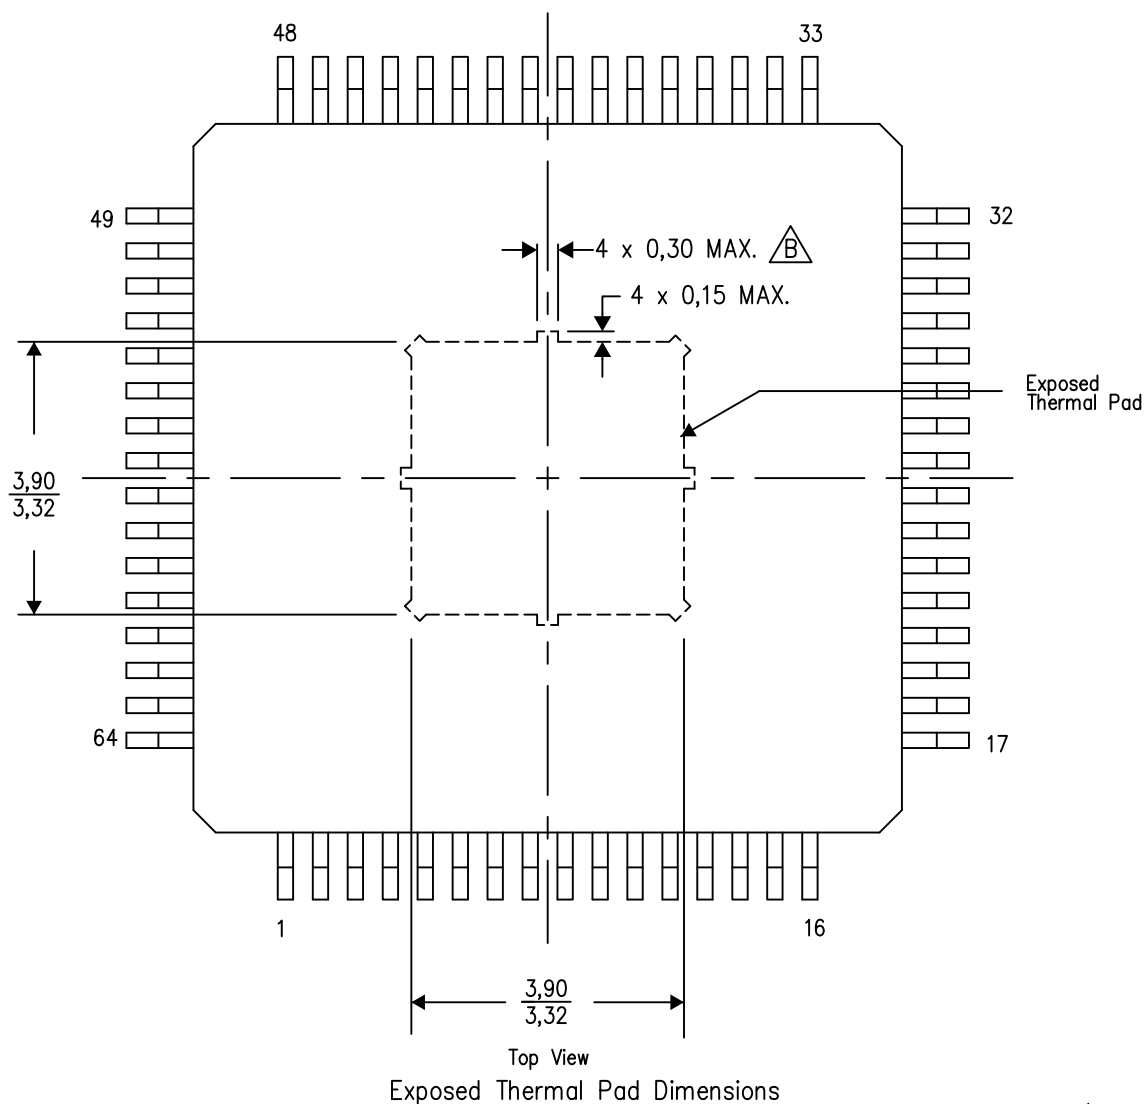 48
33
49
32
4 x 0,30 MAX. B
4 x 0,15 MAX.
Exposed
Thermal Pad
3,90
3,32
64
17
1
16
3,90
3,32
Top View
Exposed Thermal Pad Dimensions